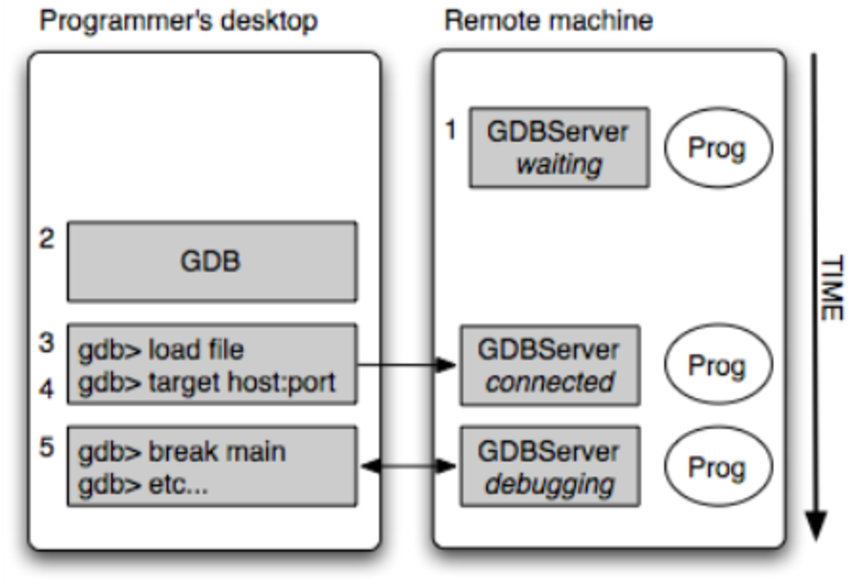 Programmer's desktop
Remote machine
1
GDBServer
waiting
Prog
2
GDB
3
gdb> load file
4
gdb> target host:port
GDBServer
connected
Prog
5
gdb> break main
gdb> etc...
GDBServer
debugging
Prog
TIME